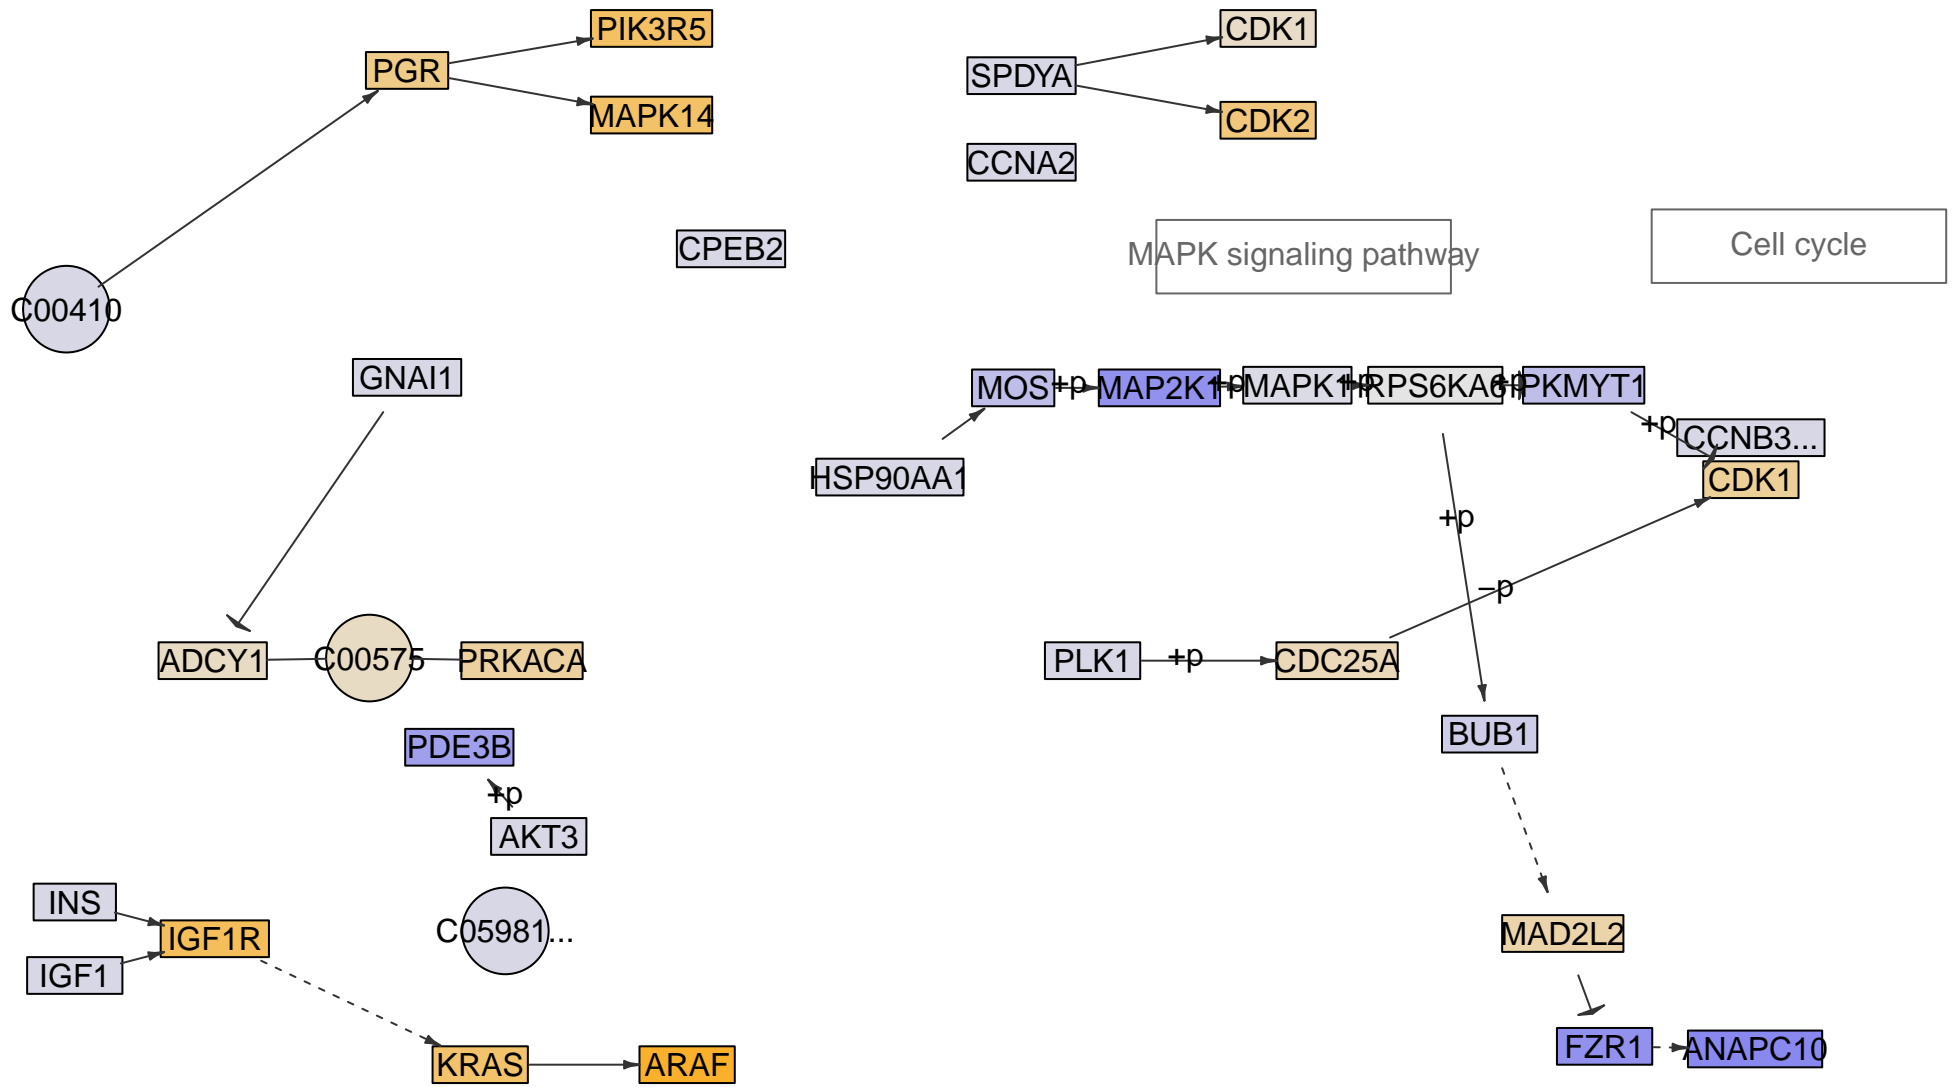 PIK3R5
CDK1
PGR
SPDYA
MAPK14
CDK2
CCNA2
CPEB2
MAPK signaling pathway
Cell cycle
C00410
GNAI1
MOS
+p
MAP2K1
+p
MAPK1
+p
RPS6KA6
+p
PKMYT1
+p
CCNB3...
HSP90AA1
CDK1
+p
−p
ADCY1
C00575
PRKACA
PLK1
+p
CDC25A
PDE3B
BUB1
+p
AKT3
INS
IGF1R
C05981...
MAD2L2
IGF1
FZR1
ANAPC10
KRAS
ARAF